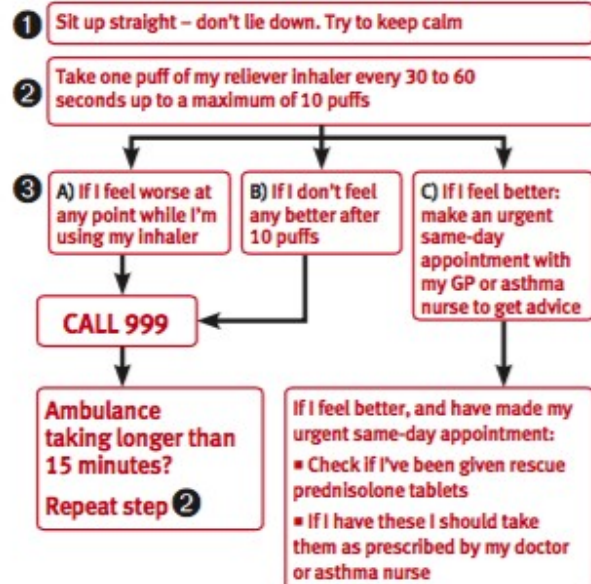 ❶ Sit up straight – don't lie down. Try to keep calm
❷ Take one puff of my reliever inhaler every 30 to 60
seconds up to a maximum of 10 puffs
❸ A) If I feel worse at
any point while I'm
using my inhaler
B) If I don't feel
any better after
10 puffs
C) If I feel better:
make an urgent
same-day
appointment with
my GP or asthma
nurse to get advice
CALL 999
Ambulance
taking longer than
15 minutes?
Repeat step ❷
If I feel better, and have made my
urgent same-day appointment:
▪ Check if I've been given rescue
prednisolone tablets
▪ If I have these I should take
them as prescribed by my doctor
or asthma nurse